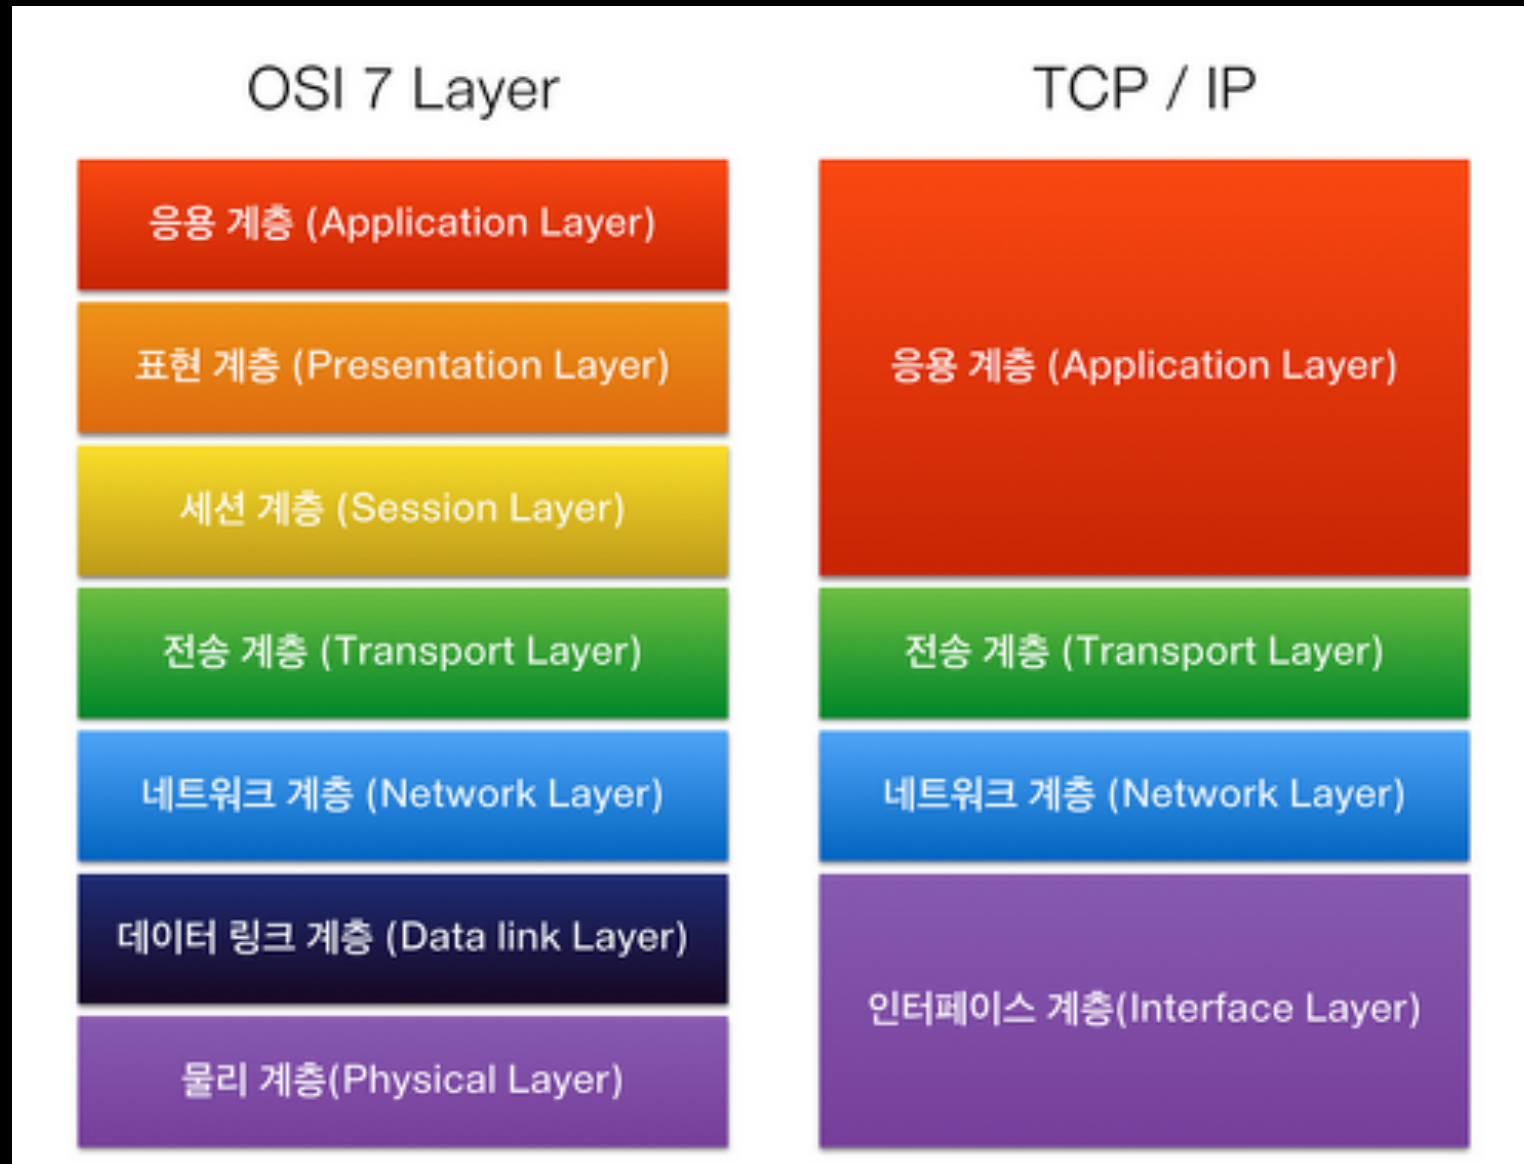 OSI 7 Layer
응용 계층 (Application Layer)
표현 계층 (Presentation Layer)
세션 계층 (Session Layer)
전송 계층 (Transport Layer)
네트워크 계층 (Network Layer)
데이터 링크 계층 (Data link Layer)
물리 계층(Physical Layer)
TCP / IP
응용 계층 (Application Layer)
전송 계층 (Transport Layer)
네트워크 계층 (Network Layer)
인터페이스 계층(Interface Layer)